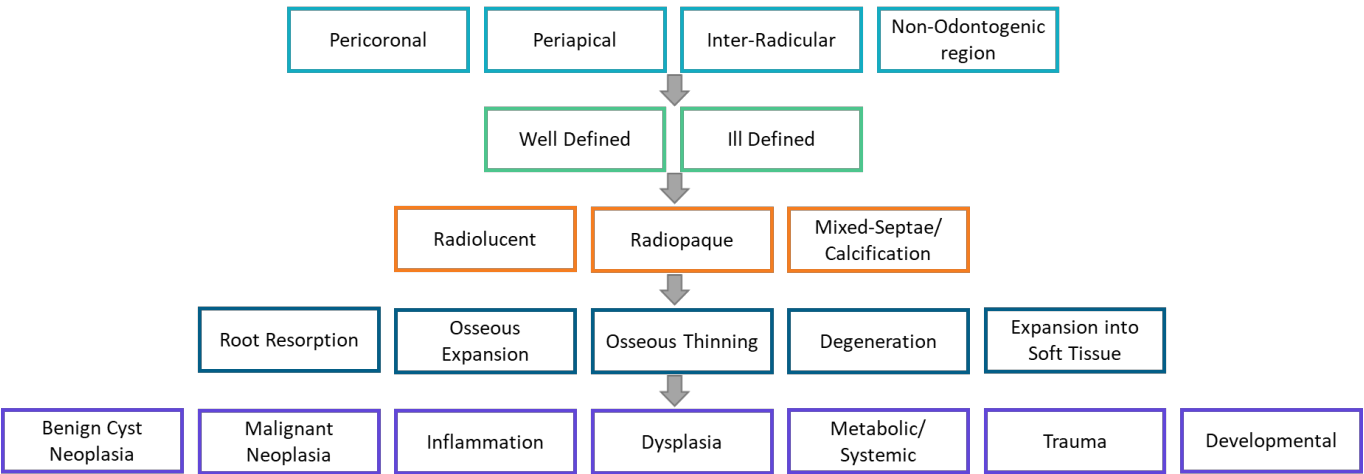 Pericoronal
Periapical
Inter-Radicular
Non-Odontogenic
region
Well Defined
Ill Defined
Radiolucent
Radiopaque
Mixed-Septae/
Calcification
Root Resorption
Osseous
Expansion
Osseous Thinning
Degeneration
Expansion into
Soft Tissue
Benign Cyst
Neoplasia
Malignant
Neoplasia
Inflammation
Dysplasia
Metabolic/
Systemic
Trauma
Developmental